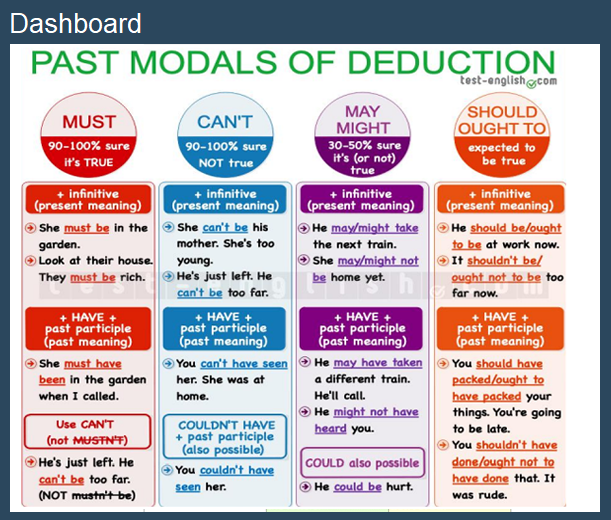 Dashboard
PAST MODALS OF DEDUCTION
test-english.com
MUST
90-100% sure
it's TRUE
+ infinitive
(present meaning)
She must be in the
garden.
Look at their house.
They must be rich.
+ HAVE +
past participle
(past meaning)
She must have
been in the garden
when I called.
Use CAN'T
(not MUSTN'T)
He's just left. He
can't be too far.
(NOT mustn't be)
CAN'T
90-100% sure
NOT true
+ infinitive
(present meaning)
She can't be his
mother. She's too
young.
He's just left. He
can't be too far.
+ HAVE +
past participle
(past meaning)
You can't have seen
her. She was at
home.
COULDN'T HAVE
+ past participle
(also possible)
You couldn't have
seen her.
MAY
MIGHT
30-50% sure
it's (or not)
true
+ infinitive
(present meaning)
He may/might take
the next train.
She may/might not
be home yet.
+ HAVE +
past participle
(past meaning)
He may have taken
a different train.
He'll call.
He might not have
heard you.
COULD also possible
He could be hurt.
SHOULD
OUGHT TO
expected to
be true
+ infinitive
(present meaning)
He should be/ought
to be at work now.
It shouldn't be/
ought not to be too
far now.
+ HAVE +
past participle
(past meaning)
You should have
packed/ought to
have packed your
things. You're going
to be late.
You shouldn't have
done/ought not to
have done that. It
was rude.
test-english.com